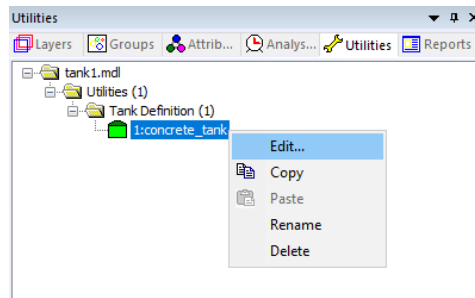 Utilities
Layers Groups Attrib... Analys... Utilities Reports
tank1.mdl
Utilities (1)
Tank Definition (1)
1:concrete_tank
Edit...
Copy
Paste
Rename
Delete